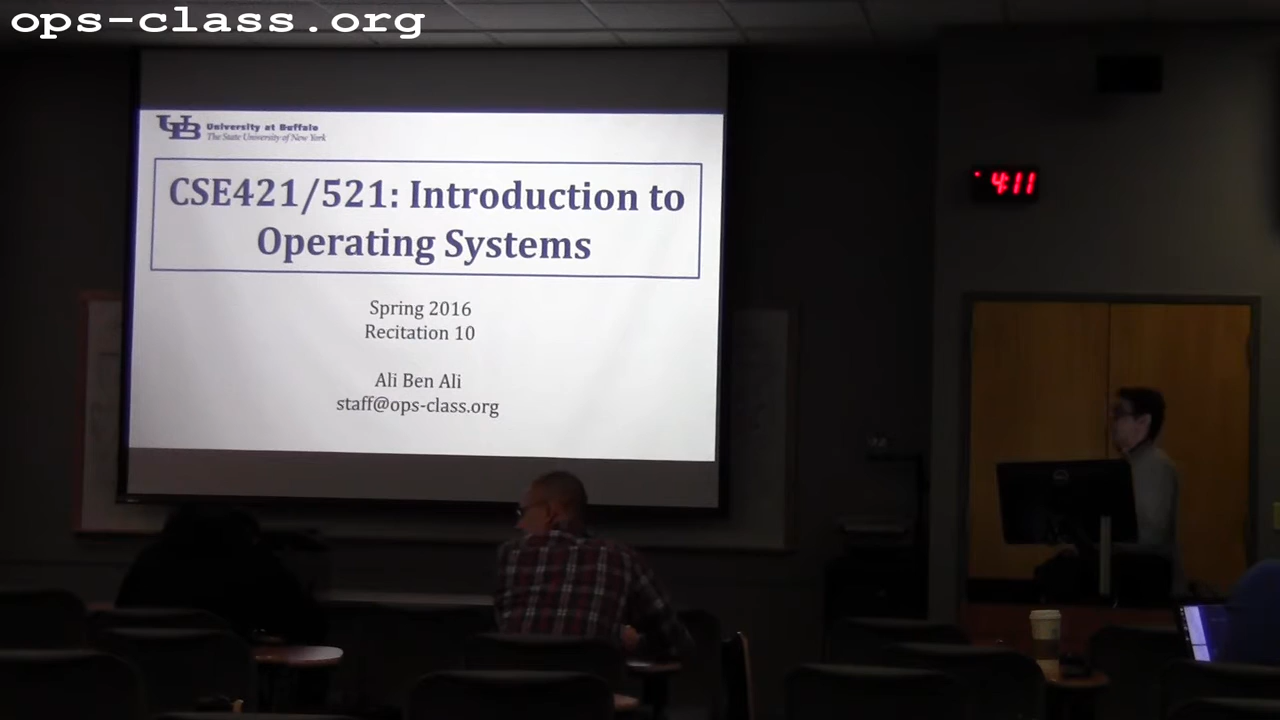 ops-class.org
University at Buffalo
The State University of New York
CSE421/521: Introduction to
Operating Systems
Spring 2016
Recitation 10
Ali Ben Ali
staff@ops-class.org
4:11